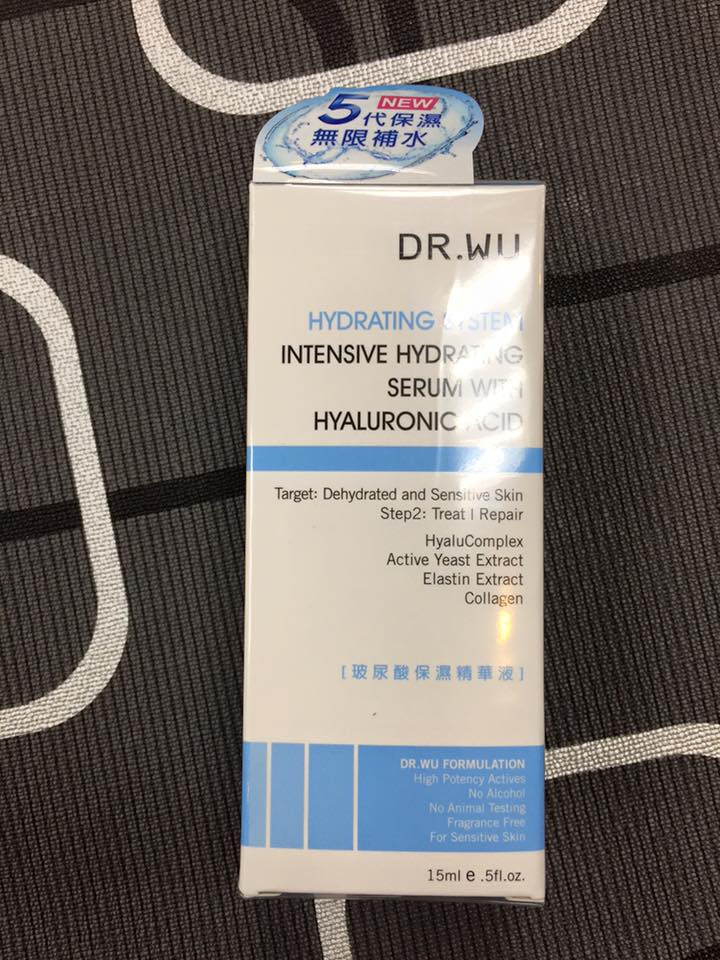 5 NEW
代保濕
無限補水
DR.WU
HYDRATING SYSTEM
INTENSIVE HYDRATING
SERUM WITH
HYALURONIC ACID
Target: Dehydrated and Sensitive Skin
Step2: Treat | Repair
HyaluComplex
Active Yeast Extract
Elastin Extract
Collagen
[玻尿酸保濕精華液]
DR.WU FORMULATION
High Potency Actives
No Alcohol
No Animal Testing
Fragrance Free
For Sensitive Skin
15ml e .5fl.oz.